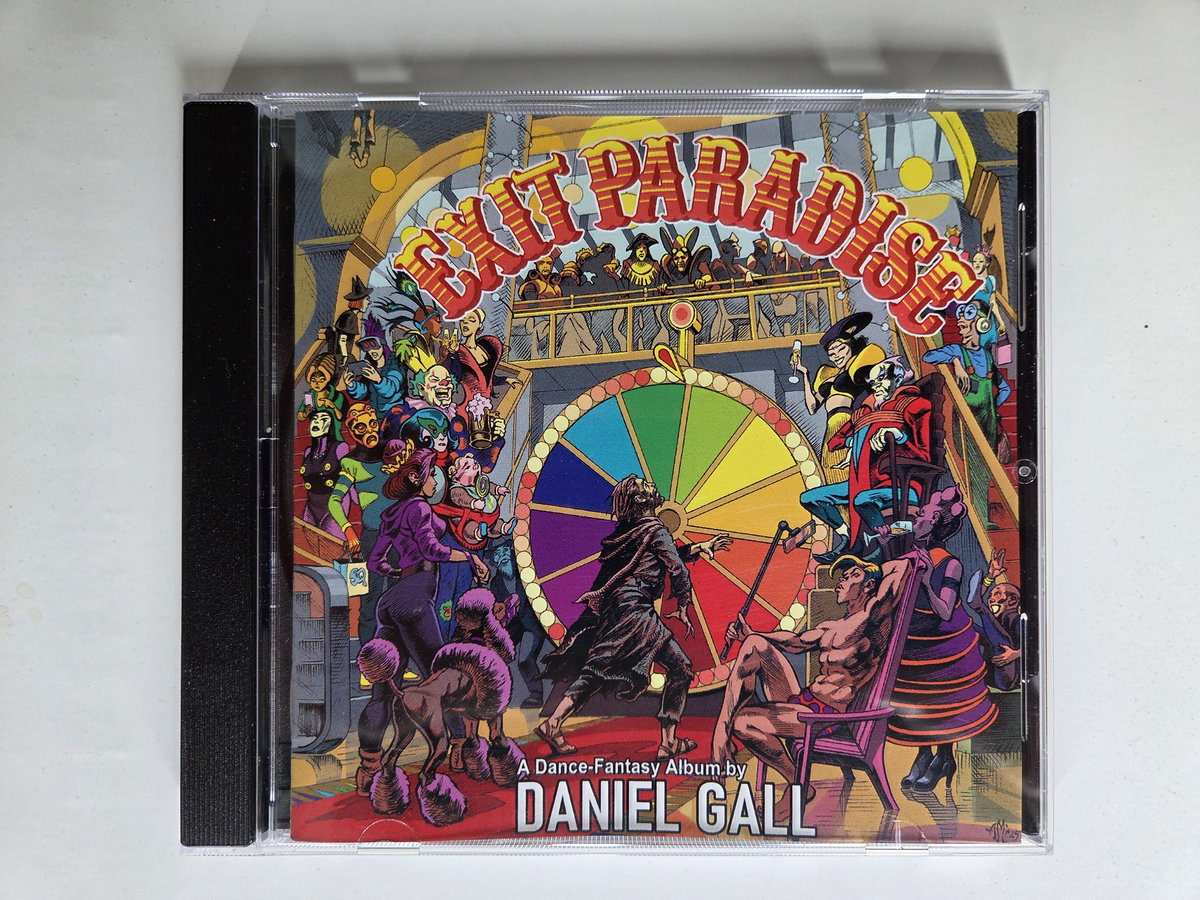 EXIT PARADISE
A Dance-Fantasy Album by
DANIEL GALL